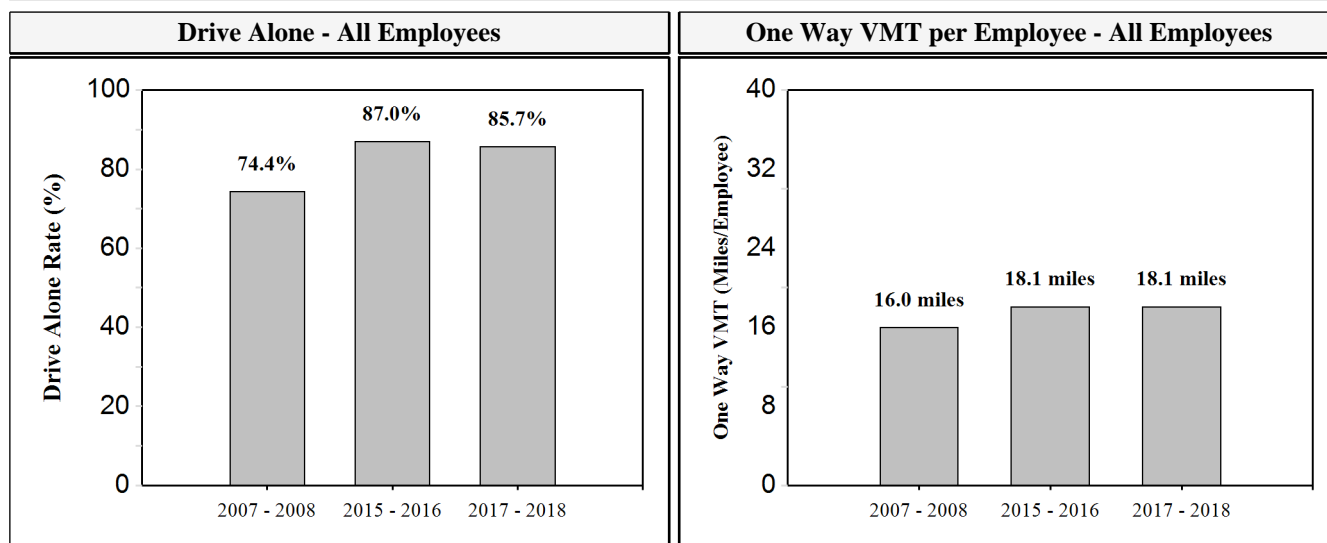 Drive Alone - All Employees
One Way VMT per Employee - All Employees
Drive Alone Rate (%)
100
80
60
40
20
0
74.4%
87.0%
85.7%
2007 - 2008
2015 - 2016
2017 - 2018
One Way VMT (Miles/Employee)
40
32
24
16
8
0
16.0 miles
18.1 miles
18.1 miles
2007 - 2008
2015 - 2016
2017 - 2018